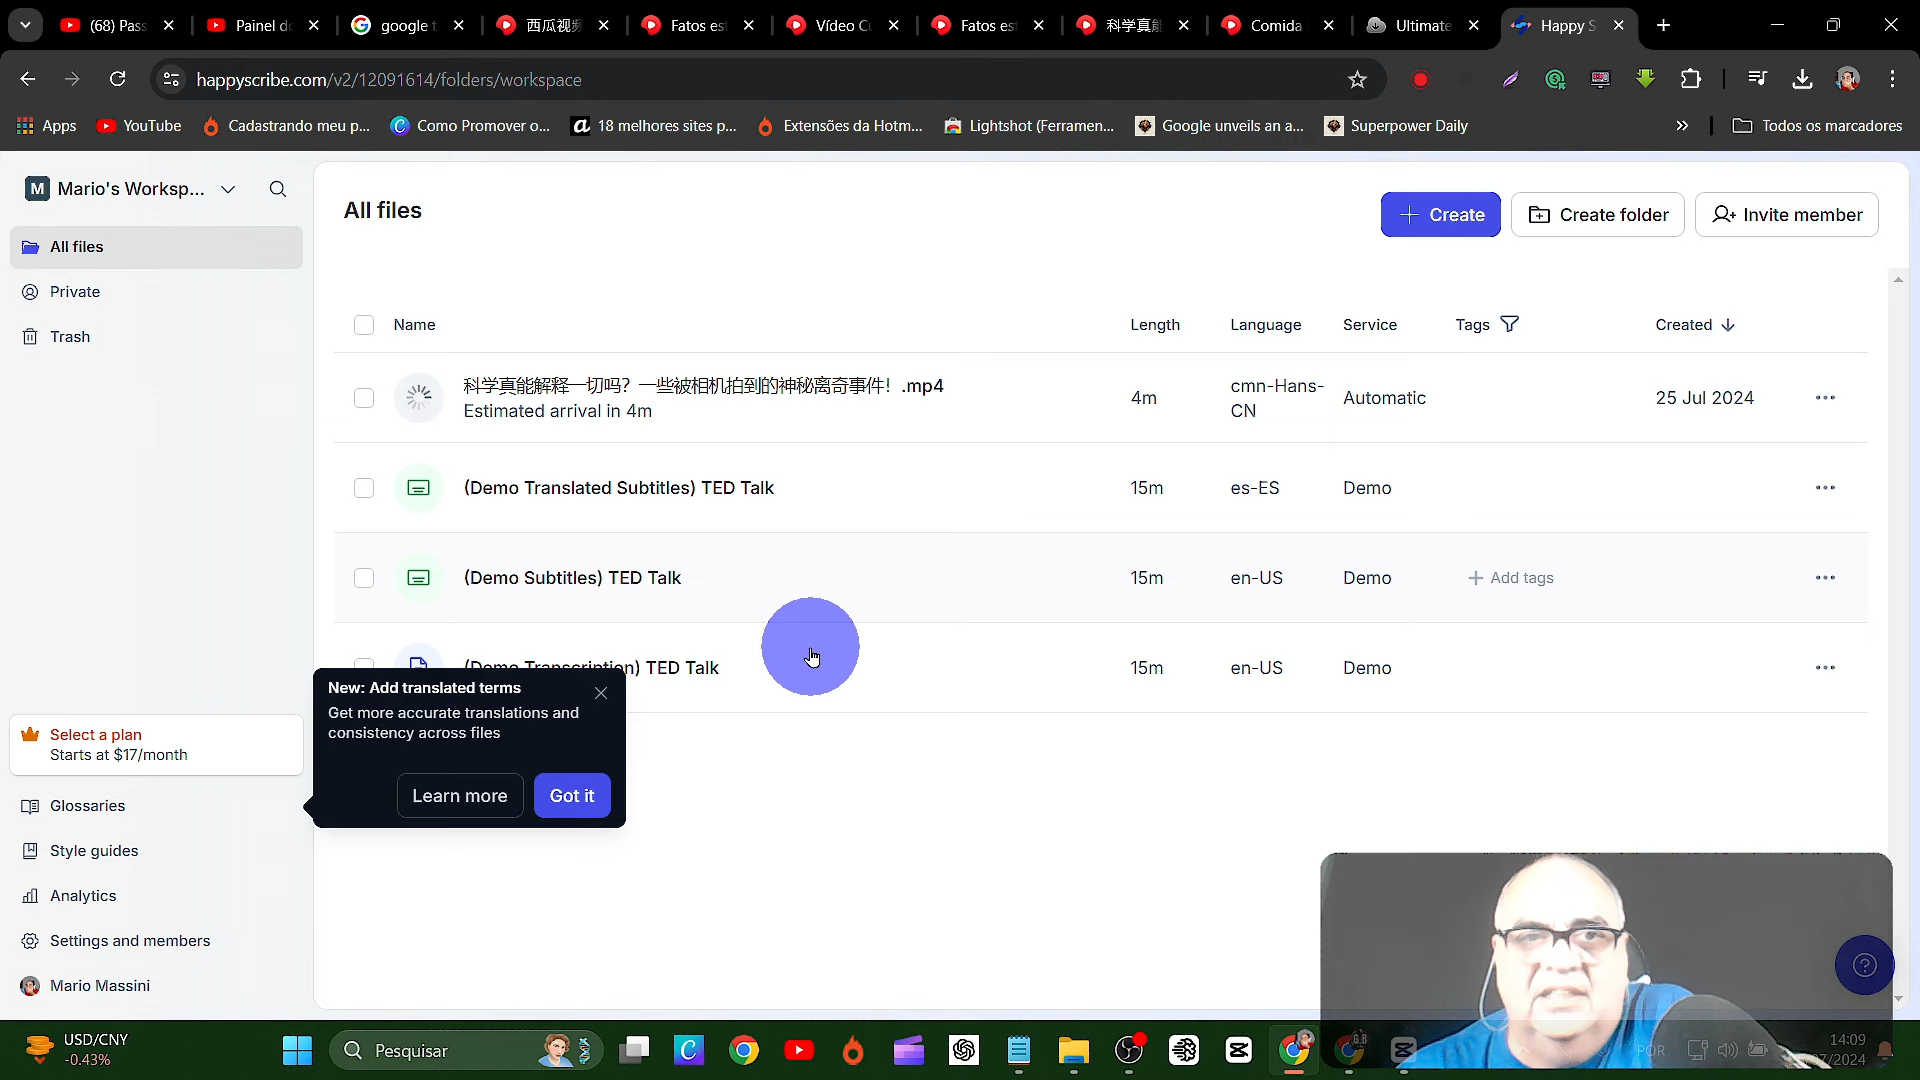 (68) Pass
Painel d
google t
西瓜视频
Fatos es
Vídeo Cu
Fatos es
科学真能
Comida
Ultimate
Happy S
happyscribe.com/v2/12091614/folders/workspace
Apps
YouTube
Cadastrando meu p...
Como Promover o...
18 melhores sites p...
Extensões da Hotm...
Lightshot (Ferramen...
Google unveils an a...
Superpower Daily
Todos os marcadores
M Mario's Worksp...
All files
Create
Create folder
Invite member
All files
Private
Trash
Name Length Language Service Tags Created
科学真能解释一切吗？一些被相机拍到的神秘离奇事件！.mp4
Estimated arrival in 4m
4m
cmn-Hans-
CN
Automatic
25 Jul 2024
(Demo Translated Subtitles) TED Talk 15m es-ES Demo
(Demo Subtitles) TED Talk 15m en-US Demo + Add tags
(Demo Transcription) TED Talk 15m en-US Demo
New: Add translated terms
Get more accurate translations and
consistency across files
Learn more
Got it
Select a plan
Starts at $17/month
Glossaries
Style guides
Analytics
Settings and members
Mario Massini
USD/CNY
-0.43%
Pesquisar
G.B
POR
14:09
/07/2024